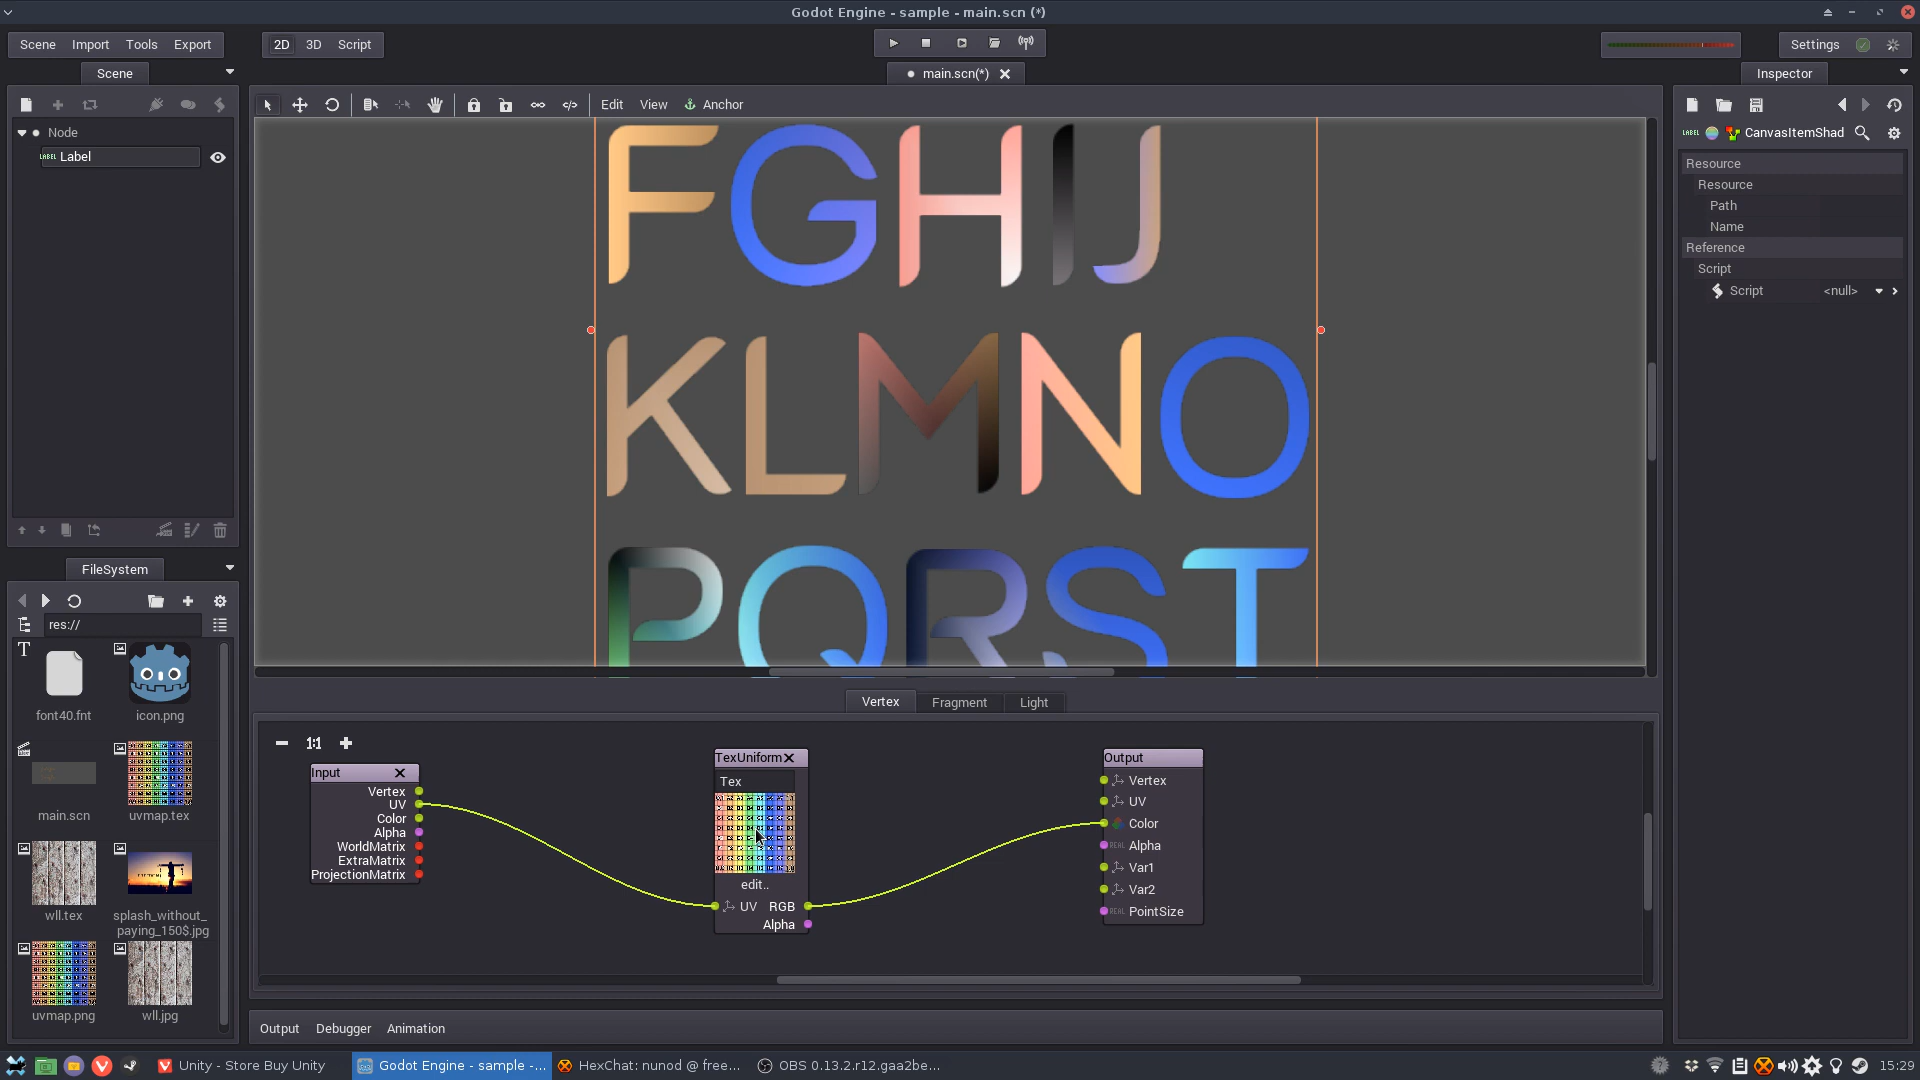 Godot Engine - sample - main.scn (*)
Scene Import Tools Export
2D 3D Script
Settings
Scene
main.scn(*)
Inspector
Edit View Anchor
Node
LABEL Label
LABEL CanvasItemShad
Resource
Resource
Path
Name
Reference
Script
Script <null>
FGHIJ
KLMNO
PQRST
FileSystem
res://
T
font40.fnt
icon.png
main.scn
uvmap.tex
wll.tex
splash_without_
paying_150$.jpg
uvmap.png
wll.jpg
Vertex Fragment Light
1:1
Input
Vertex
UV
Color
Alpha
WorldMatrix
ExtraMatrix
ProjectionMatrix
TexUniform
Tex
edit..
UV RGB
Alpha
Output
Vertex
UV
Color
REAL Alpha
Var1
Var2
REAL PointSize
Output Debugger Animation
Unity - Store Buy Unity
Godot Engine - sample -...
HexChat: nunod @ free...
OBS 0.13.2.r12.gaa2be...
15:29